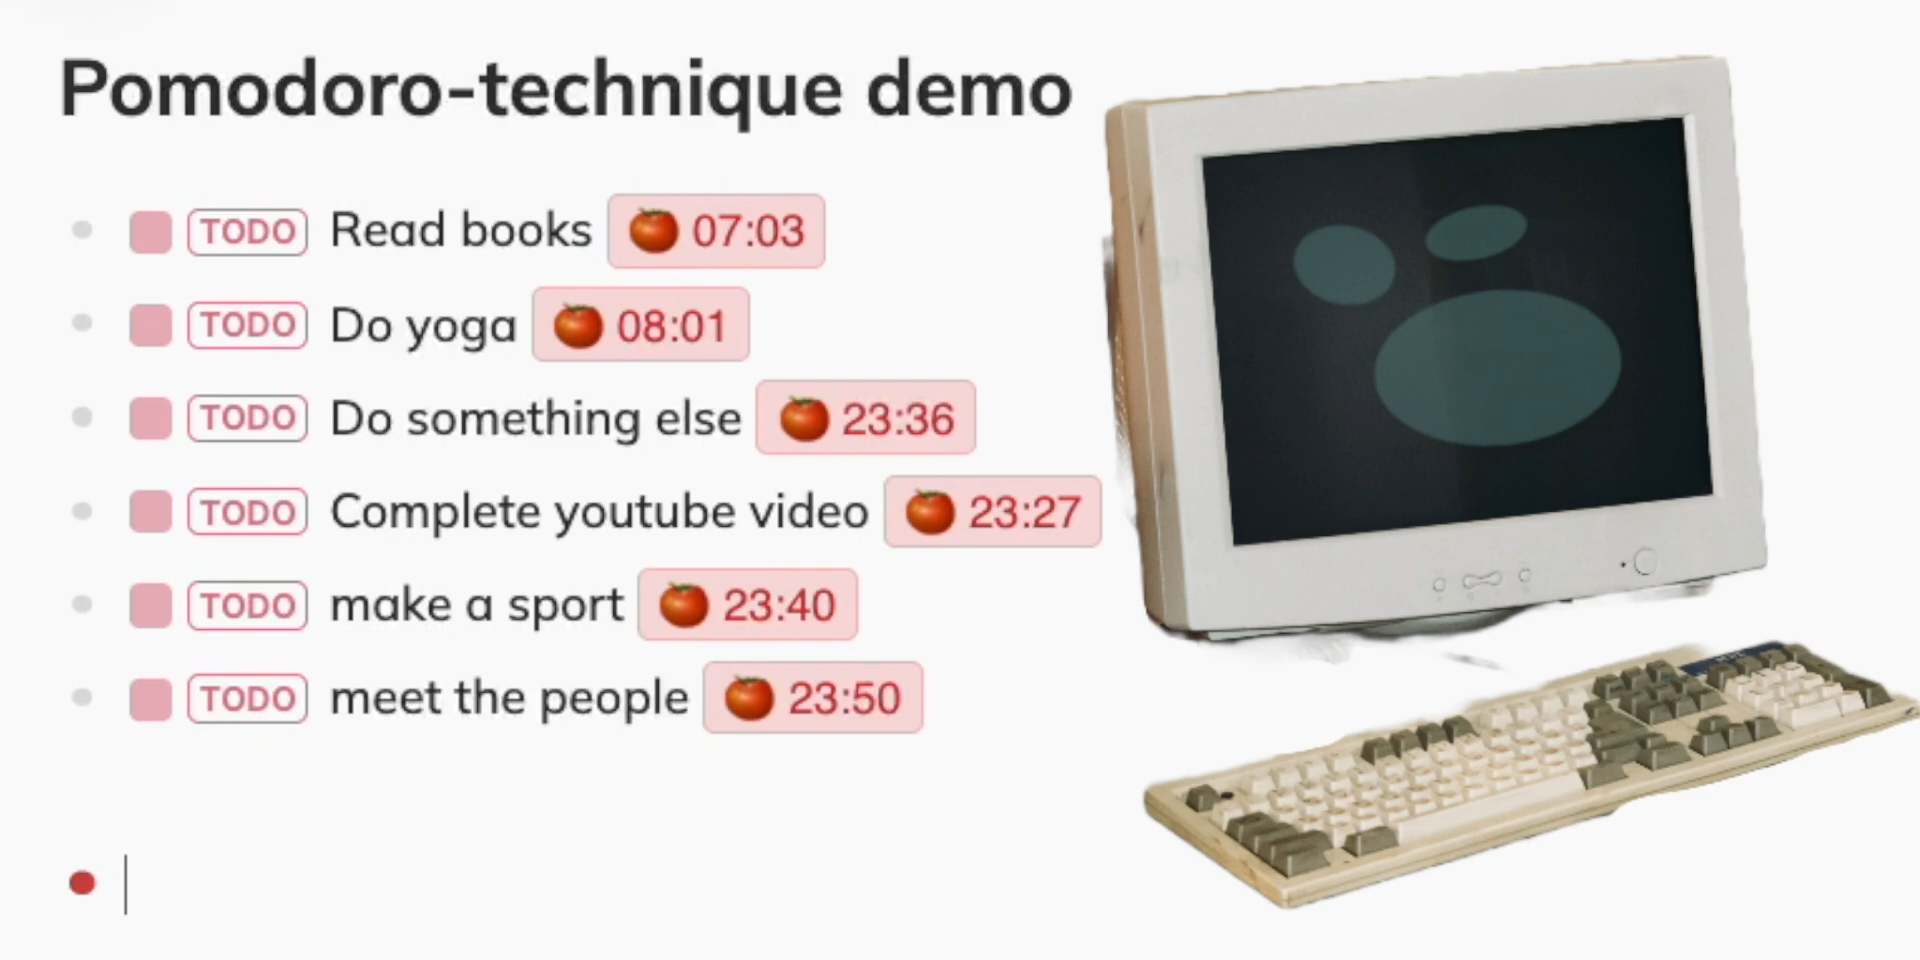 Pomodoro-technique demo
TODO Read books 🍅 07:03
TODO Do yoga 🍅 08:01
TODO Do something else 🍅 23:36
TODO Complete youtube video 🍅 23:27
TODO make a sport 🍅 23:40
TODO meet the people 🍅 23:50